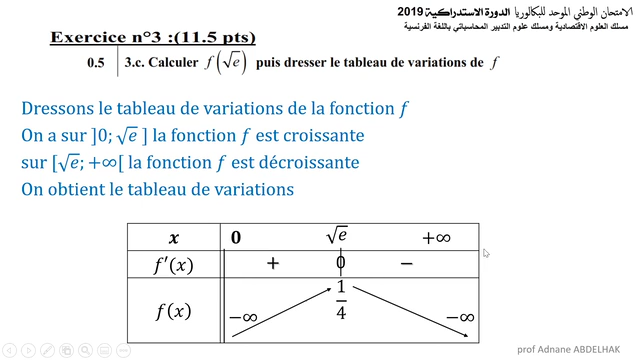 الامتحان الوطني الموحد للبكالوريا الدورة الاستدراكية 2019
مسلك العلوم الاقتصادية ومسلك علوم التدبير المحاسباتي باللغة الفرنسية
Exercice n°3 :(11.5 pts)
0.5 3.c. Calculer f(√e) puis dresser le tableau de variations de f
Dressons le tableau de variations de la fonction f
On a sur ]0; √e ] la fonction f est croissante
sur [√e; +∞[ la fonction f est décroissante
On obtient le tableau de variations
x 0 √e +∞
f′(x) + 0 −
f(x) −∞ 1/4 −∞
prof Adnane ABDELHAK